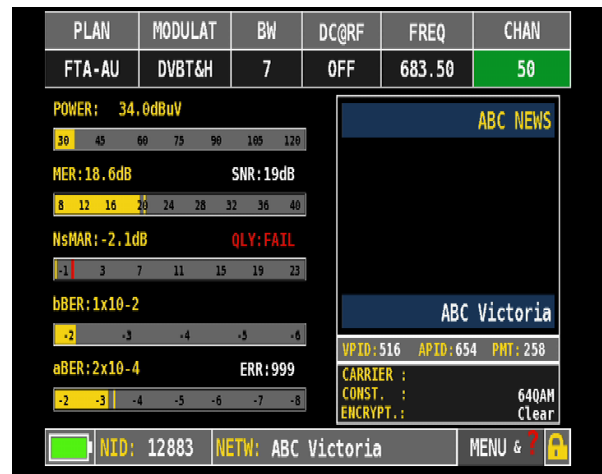 PLAN MODULAT BW DC@RF FREQ CHAN
FTA-AU DVBT&H 7 OFF 683.50 50
POWER: 34.0dBuV
30 45 60 75 90 105 120
MER:18.6dB SNR:19dB
8 12 16 20 24 28 32 36 40
NsMAR:-2.1dB QLY:FAIL
-1 3 7 11 15 19 23
bBER:1x10-2
-2 -3 -4 -5 -6
aBER:2x10-4 ERR:999
-2 -3 -4 -5 -6 -7 -8
ABC NEWS
ABC Victoria
VPID:516 APID:654 PMT:258
CARRIER :
CONST. : 64QAM
ENCRYPT.: Clear
NID: 12883 NETW: ABC Victoria MENU & ?